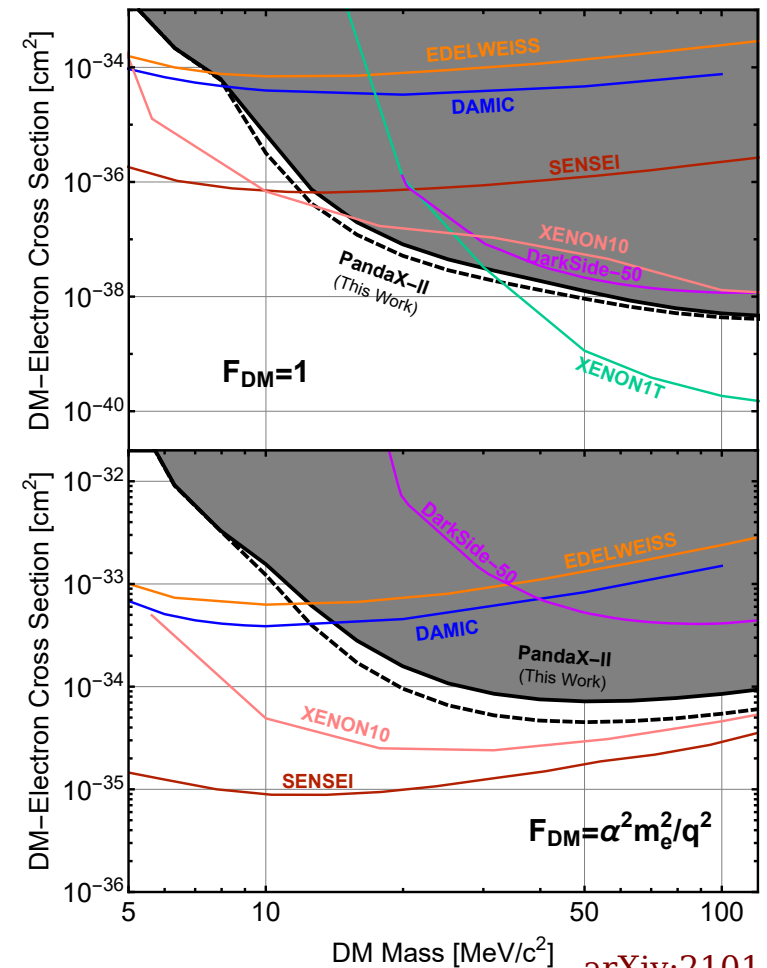 DM−Electron Cross Section [cm²]
10⁻³⁴
10⁻³⁶
10⁻³⁸
10⁻⁴⁰
EDELWEISS
DAMIC
SENSEI
XENON10
DarkSide−50
PandaX−II
(This Work)
XENON1T
F_DM=1
DM−Electron Cross Section [cm²]
10⁻³²
10⁻³³
10⁻³⁴
10⁻³⁵
10⁻³⁶
DarkSide−50
EDELWEISS
DAMIC
PandaX−II
(This Work)
XENON10
SENSEI
F_DM=α²m_e²/q²
5 10 50 100
DM Mass [MeV/c²]